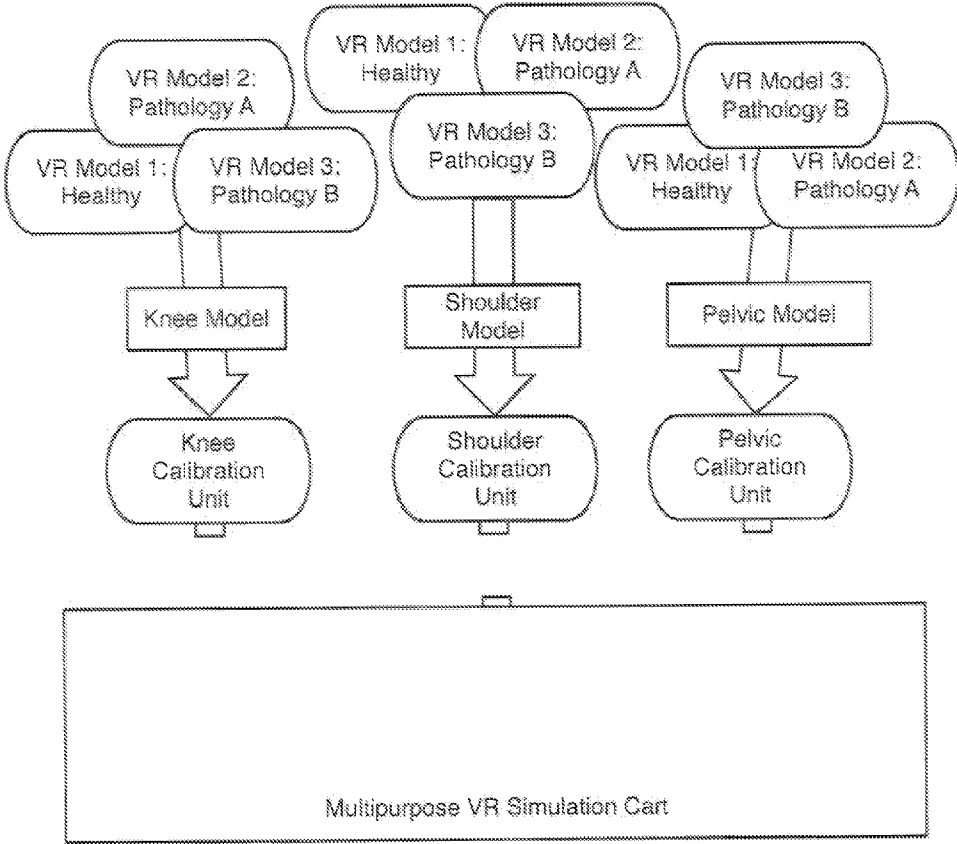 VR Model 2:
Pathology A
VR Model 1:
Healthy
VR Model 3:
Pathology B
VR Model 1:
Healthy
VR Model 2:
Pathology A
VR Model 3:
Pathology B
VR Model 3:
Pathology B
VR Model 1:
Healthy
VR Model 2:
Pathology A
Knee Model
Shoulder
Model
Pelvic Model
Knee
Calibration
Unit
Shoulder
Calibration
Unit
Pelvic
Calibration
Unit
Multipurpose VR Simulation Cart